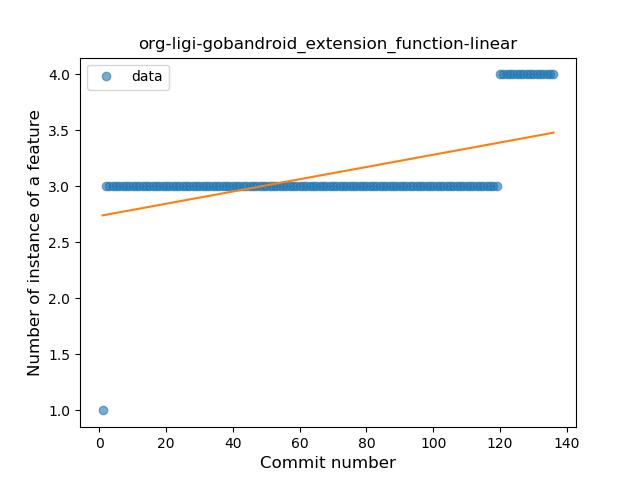 org-ligi-gobandroid_extension_function-linear
data
Number of instance of a feature
4.0
3.5
3.0
2.5
2.0
1.5
1.0
0 20 40 60 80 100 120 140
Commit number